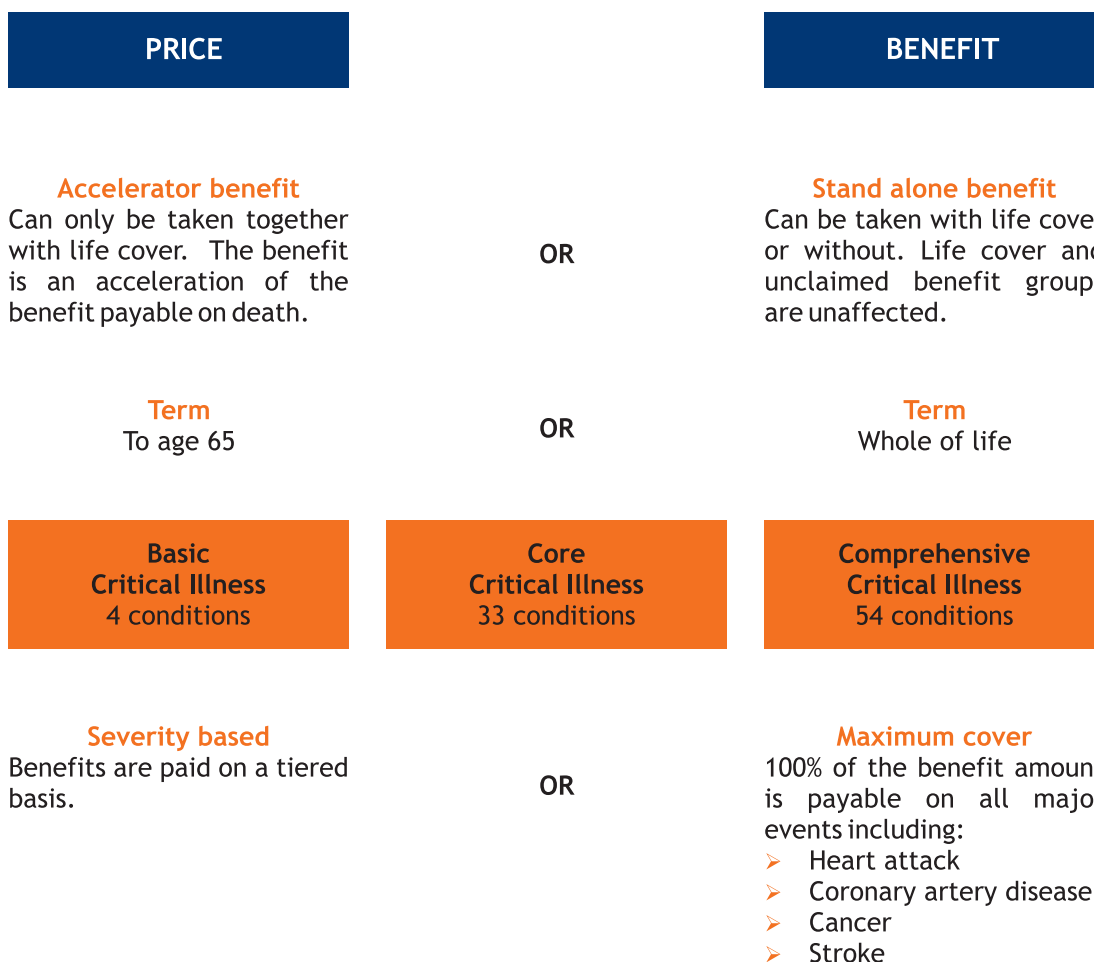 PRICE
BENEFIT
Accelerator benefit
Can only be taken together
with life cover. The benefit
is an acceleration of the
benefit payable on death.
OR
Stand alone benefit
Can be taken with life cove
or without. Life cover and
unclaimed benefit group
are unaffected.
Term
To age 65
OR
Term
Whole of life
Basic
Critical Illness
4 conditions
Core
Critical Illness
33 conditions
Comprehensive
Critical Illness
54 conditions
Severity based
Benefits are paid on a tiered
basis.
OR
Maximum cover
100% of the benefit amoun
is payable on all majo
events including:
➢ Heart attack
➢ Coronary artery disease
➢ Cancer
➢ Stroke